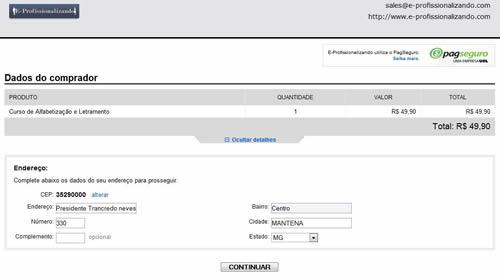 E-Profissionalizando
sales@e-profissionalizando.com
http://www.e-profissionalizando.com
E-Profissionalizando utiliza o PagSeguro.
Saiba mais.
pagseguro
UMA EMPRESA UOL
Dados do comprador
PRODUTO QUANTIDADE VALOR TOTAL
Curso de Alfabetização e Letramento 1 R$ 49,90 R$ 49,90
Total: R$ 49,90
Ocultar detalhes
Endereço:
Complete abaixo os dados do seu endereço para prosseguir.
CEP: 35290000 alterar
Endereço: Presidente Trancredo neves Bairro: Centro
Número: 330 Cidade: MANTENA
Complemento: opcional Estado: MG
CONTINUAR